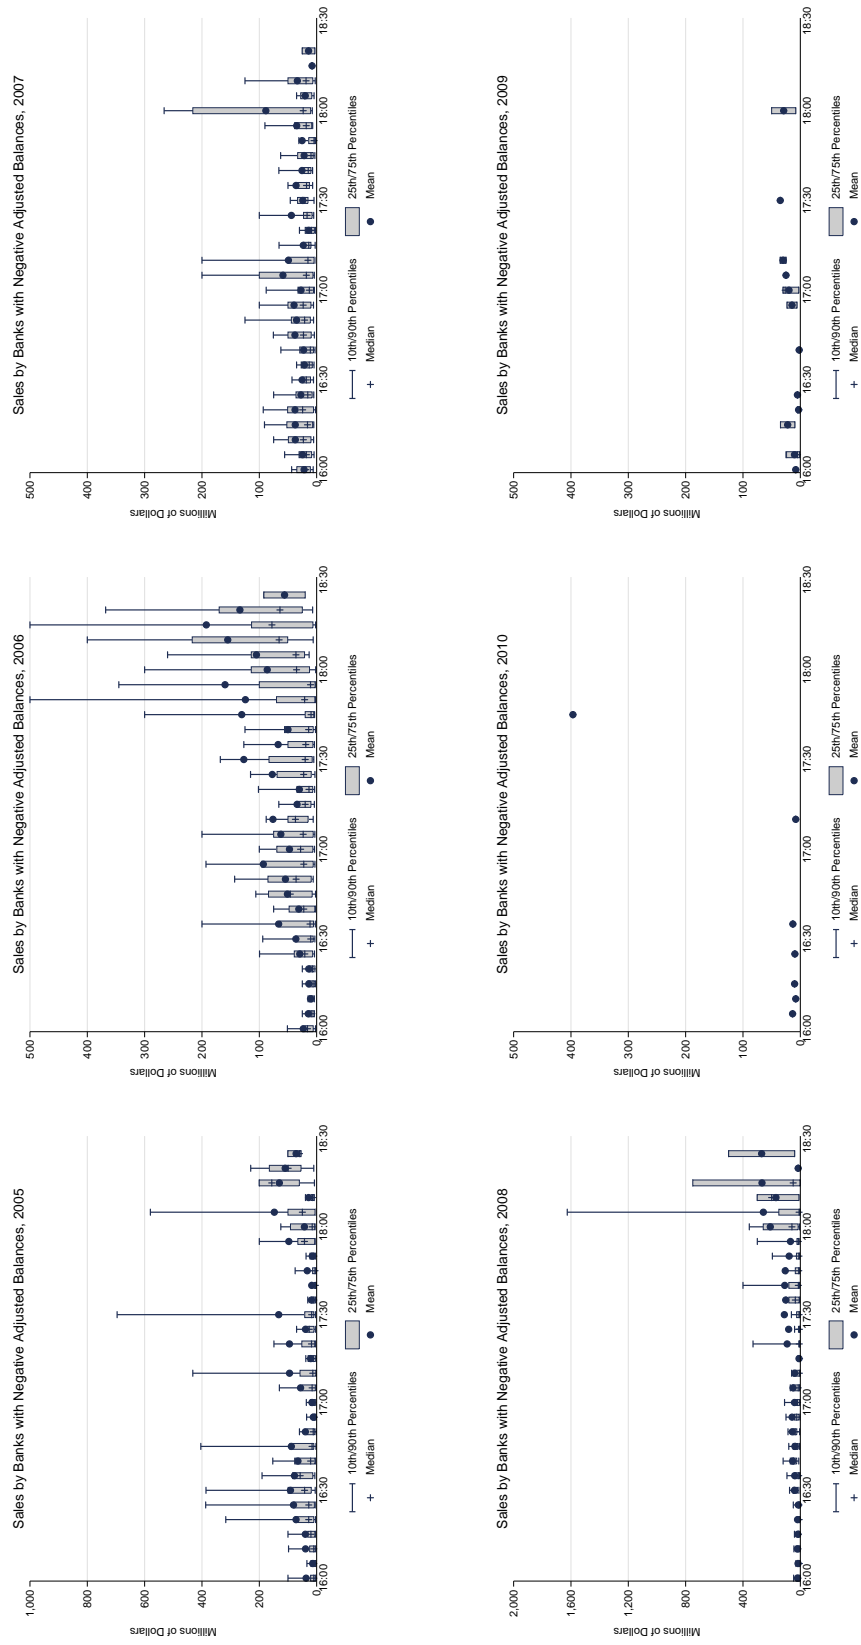 Sales by Banks with Negative Adjusted Balances, 2005
Millions of Dollars
1,000
800
600
400
200
0
16:00 16:30 17:00 17:30 18:00 18:30
10th/90th Percentiles 25th/75th Percentiles
Median Mean
Sales by Banks with Negative Adjusted Balances, 2006
Millions of Dollars
500
400
300
200
100
0
16:00 16:30 17:00 17:30 18:00 18:30
10th/90th Percentiles 25th/75th Percentiles
Median Mean
Sales by Banks with Negative Adjusted Balances, 2007
Millions of Dollars
500
400
300
200
100
0
16:00 16:30 17:00 17:30 18:00 18:30
10th/90th Percentiles 25th/75th Percentiles
Median Mean
Sales by Banks with Negative Adjusted Balances, 2008
Millions of Dollars
2,000
1,600
1,200
800
400
0
16:00 16:30 17:00 17:30 18:00 18:30
10th/90th Percentiles 25th/75th Percentiles
Median Mean
Sales by Banks with Negative Adjusted Balances, 2010
Millions of Dollars
500
400
300
200
100
0
16:00 16:30 17:00 17:30 18:00 18:30
10th/90th Percentiles 25th/75th Percentiles
Median Mean
Sales by Banks with Negative Adjusted Balances, 2009
Millions of Dollars
500
400
300
200
100
0
16:00 16:30 17:00 17:30 18:00 18:30
10th/90th Percentiles 25th/75th Percentiles
Median Mean